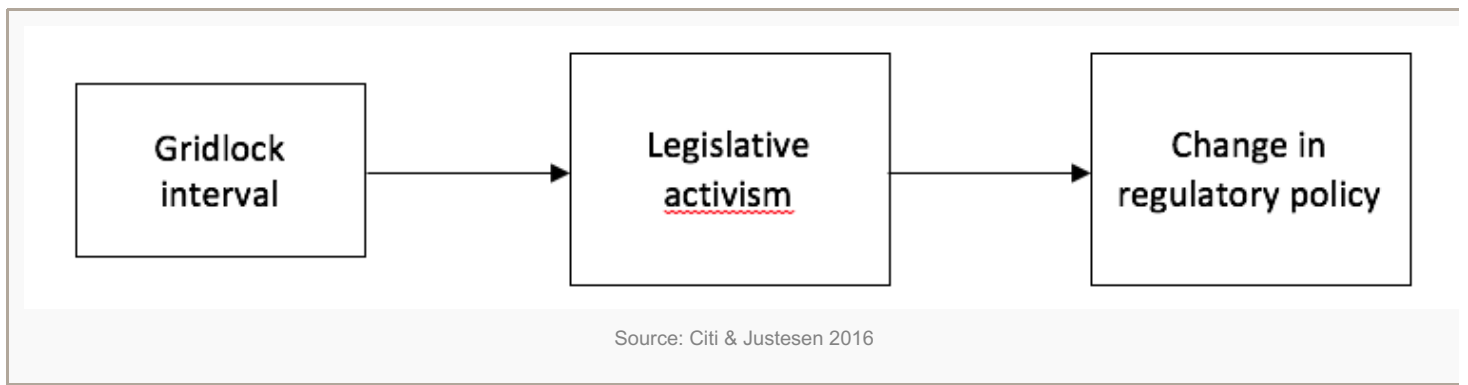 Gridlock
interval
Legislative
activism
Change in
regulatory policy
Source: Citi & Justesen 2016